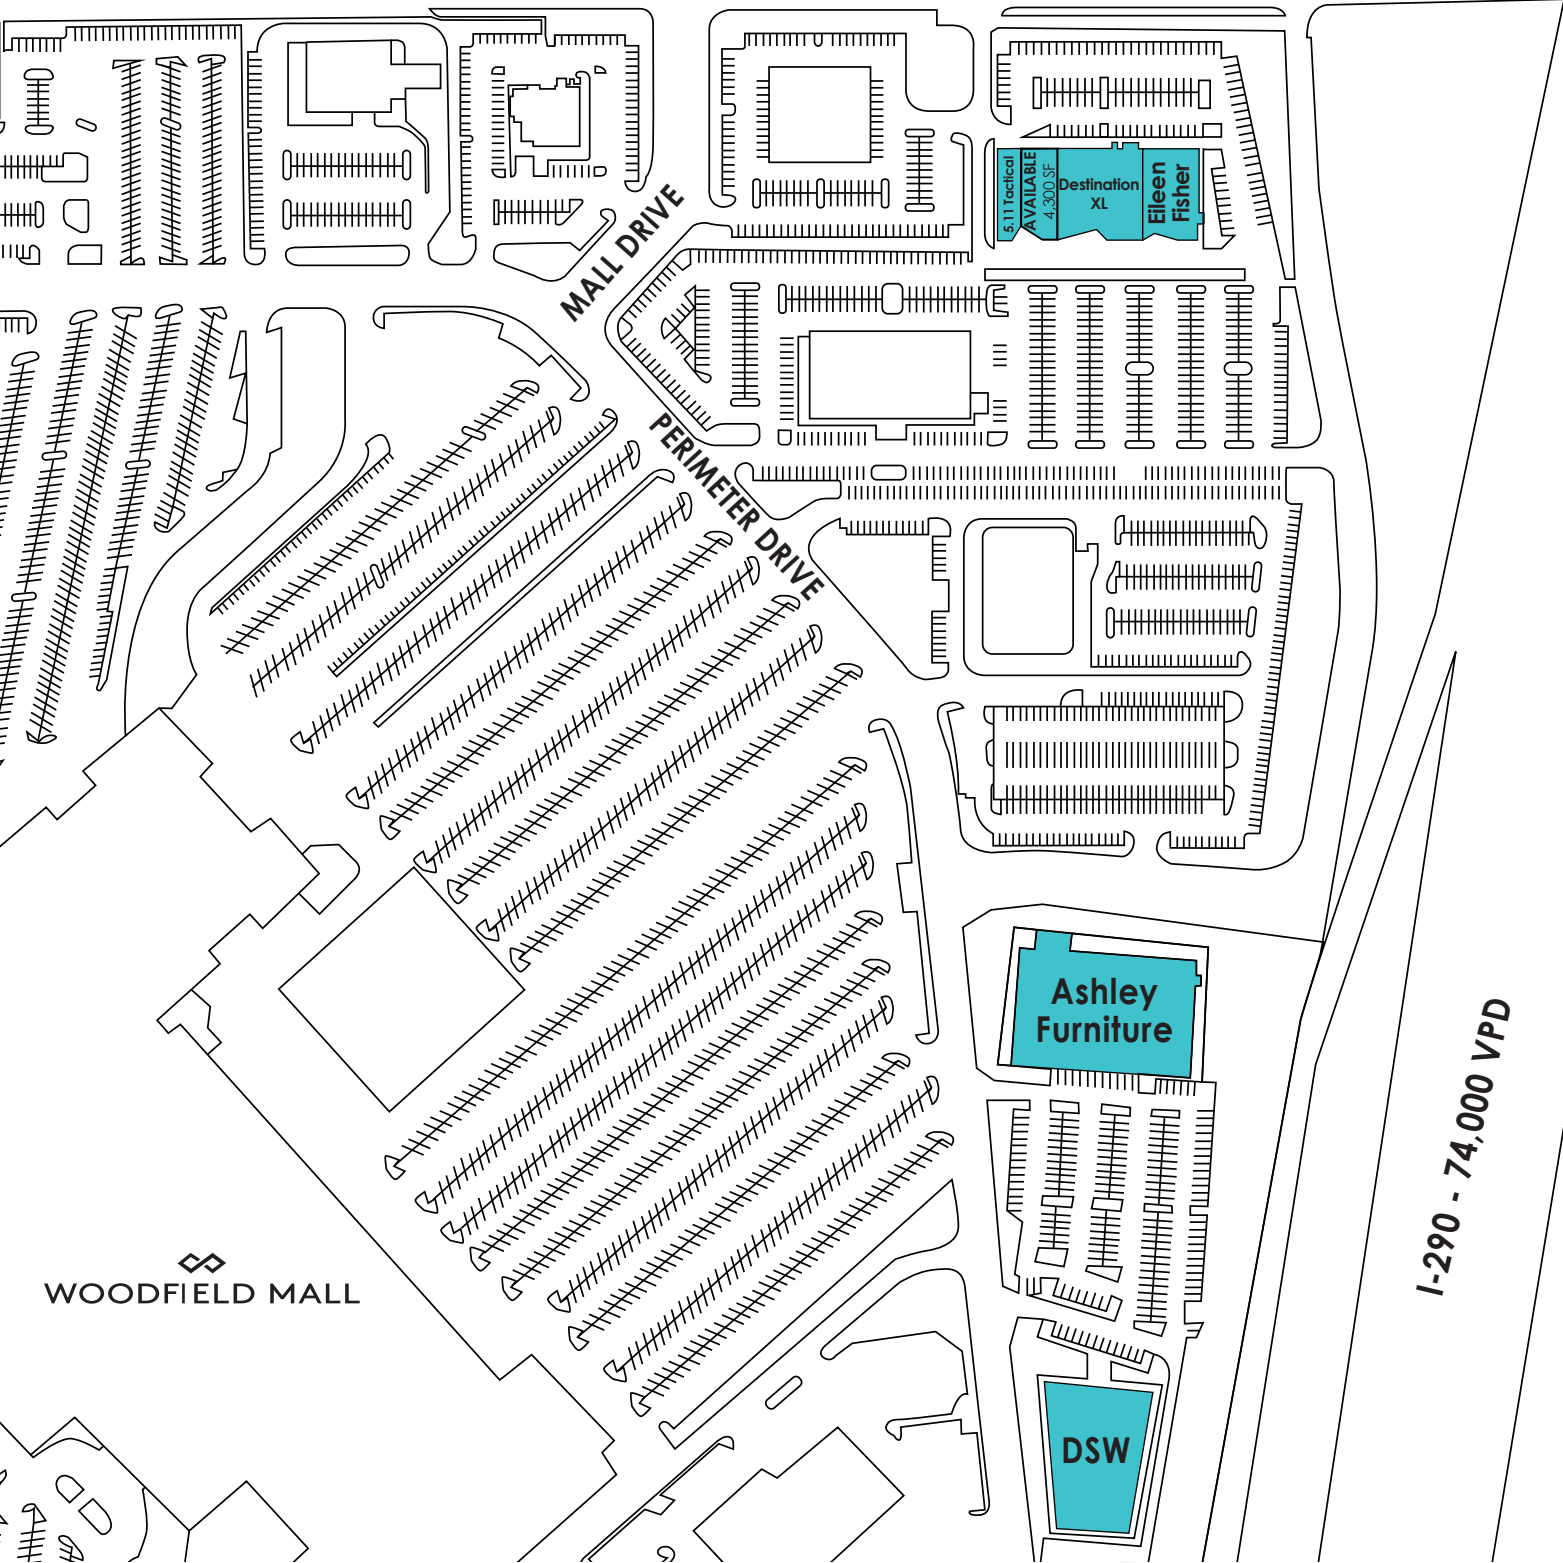 MALL DRIVE
5.11 Tactical
AVAILABLE
4,300 SF
Destination
XL
Eileen
Fisher
PERIMETER DRIVE
Ashley
Furniture
I-290 - 74,000 VPD
WOODFIELD MALL
DSW